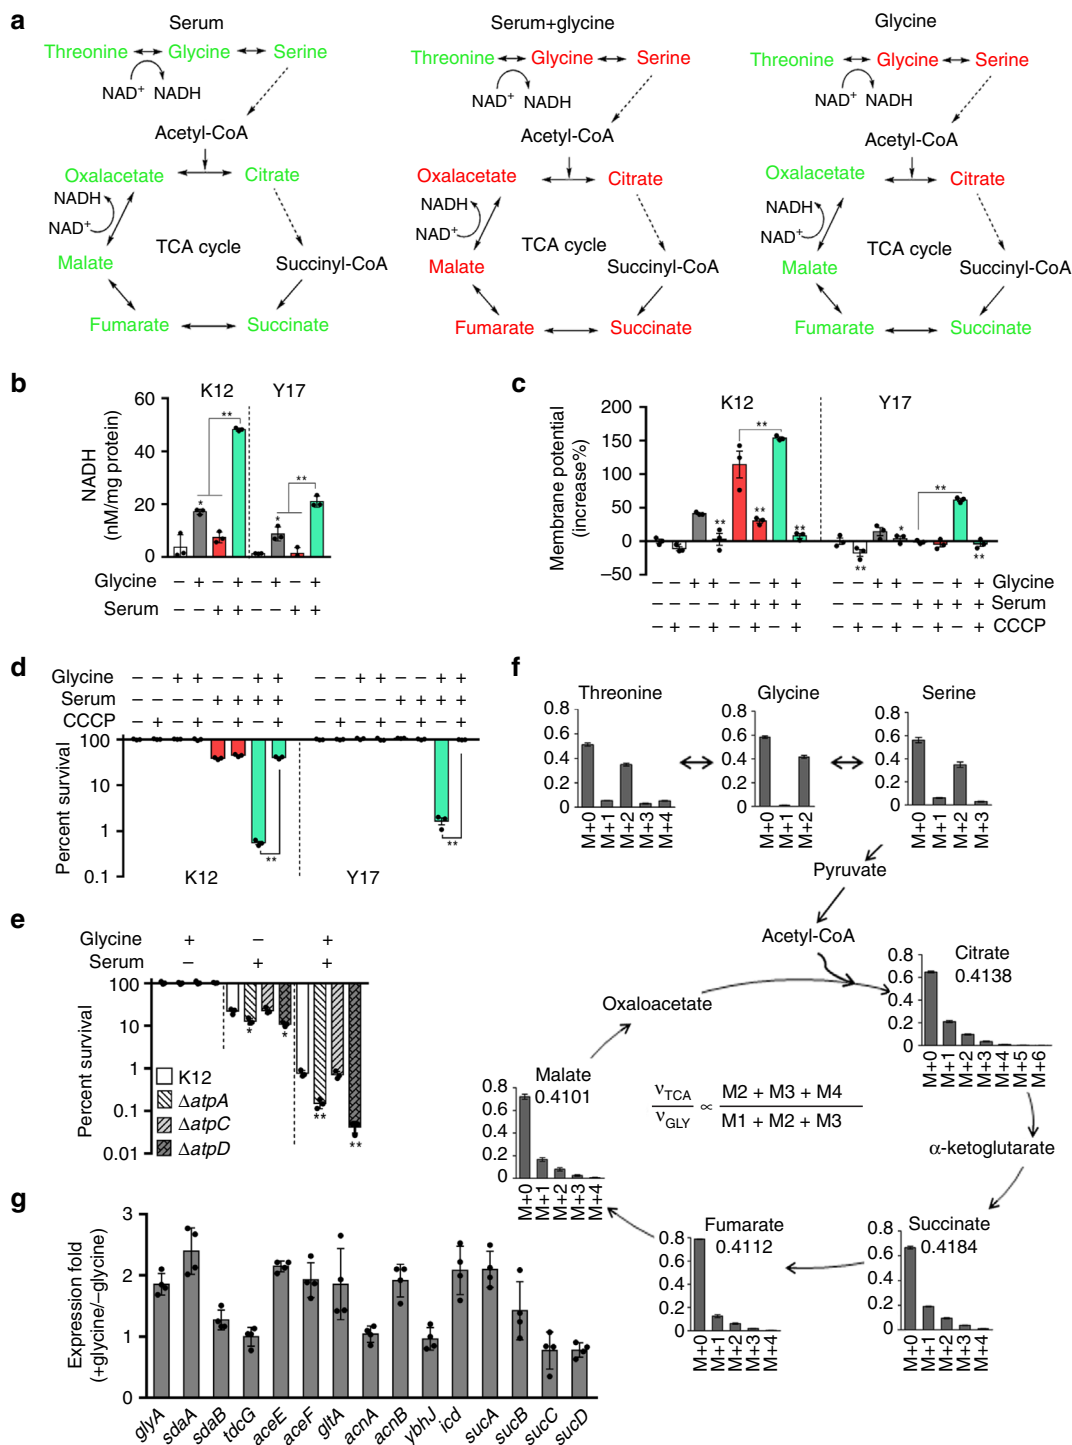 a
Serum
Threonine Glycine Serine
NAD+ NADH
Acetyl-CoA
Oxalacetate Citrate
NADH
NAD+
TCA cycle
Malate
Succinyl-CoA
Fumarate Succinate
Serum+glycine
Threonine Glycine Serine
NAD+ NADH
Acetyl-CoA
Oxalacetate Citrate
NADH
NAD+
TCA cycle
Malate
Succinyl-CoA
Fumarate Succinate
Glycine
Threonine Glycine Serine
NAD+ NADH
Acetyl-CoA
Oxalacetate Citrate
NADH
NAD+
TCA cycle
Malate
Succinyl-CoA
Fumarate Succinate
b
K12 Y17
NADH
(nM/mg protein)
60
40
20
0
* ** * **
Glycine – + – + – + – +
Serum – – + + – – + +
c
K12 Y17
Membrane potential
(increase%)
200
150
100
50
0
–50
** ** ** ** ** * ** **
– – + + – – + + – – + + – – + + Glycine
– – – – + + + + – – – – + + + + Serum
– + – + – + – + – + – + – + – + CCCP
d
Glycine – – + + – – + + – – + + – – + +
Serum – – – – + + + + – – – – + + + +
CCCP – + – + – + – + – + – + – + – +
Percent survival
100
10
1
0.1
** **
K12 Y17
e
Glycine + – +
Serum – + +
Percent survival
100
10
1
0.1
0.01
* * ** **
K12
ΔatpA
ΔatpC
ΔatpD
f
Threonine
0.8
0.6
0.4
0.2
0
M+0 M+1 M+2 M+3 M+4
Glycine
0.8
0.6
0.4
0.2
0
M+0 M+1 M+2
Serine
0.8
0.6
0.4
0.2
0
M+0 M+1 M+2 M+3
Pyruvate
Acetyl-CoA
Oxaloacetate
Citrate
0.4138
0.8
0.6
0.4
0.2
0
M+0 M+1 M+2 M+3 M+4 M+5 M+6
α-ketoglutarate
Succinate
0.4184
0.8
0.6
0.4
0.2
0
M+0 M+1 M+2 M+3 M+4
Fumarate
0.4112
0.8
0.6
0.4
0.2
0
M+0 M+1 M+2 M+3 M+4
Malate
0.4101
0.8
0.6
0.4
0.2
0
M+0 M+1 M+2 M+3 M+4
νTCA / νGLY ∝ M2 + M3 + M4 / M1 + M2 + M3
g
Expression fold
(+glycine/–glycine)
3
2
1
0
glyA sdaA sdaB tdcG aceE aceF gltA acnA acnB ybhJ icd sucA sucB sucC sucD